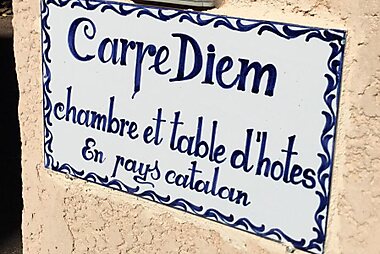 Carpe Diem
chambre et table d'hotes
En pays catalan